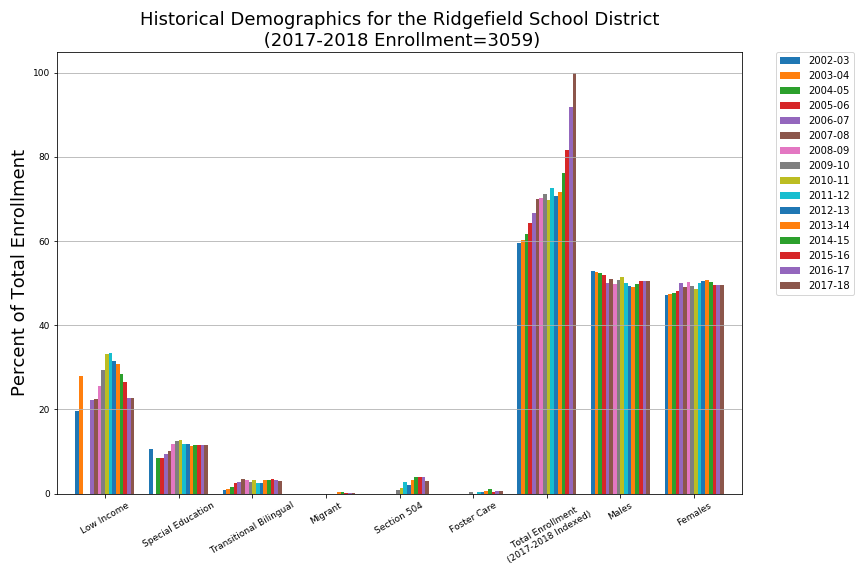 Historical Demographics for the Ridgefield School District
(2017-2018 Enrollment=3059)
Percent of Total Enrollment
100
80
60
40
20
0
Low Income
Special Education
Transitional Bilingual
Migrant
Section 504
Foster Care
Total Enrollment
(2017-2018 Indexed)
Males
Females
2002-03
2003-04
2004-05
2005-06
2006-07
2007-08
2008-09
2009-10
2010-11
2011-12
2012-13
2013-14
2014-15
2015-16
2016-17
2017-18